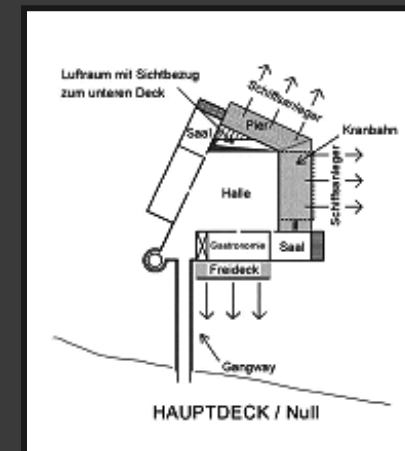 Luftraum mit Sichtbezug
zum unteren Deck
Schiffsanleger
Pier
Kranbahn
Saal
Schiffsanleger
Halle
Gastronomie
Saal
Freideck
Gangway
HAUPTDECK / Null